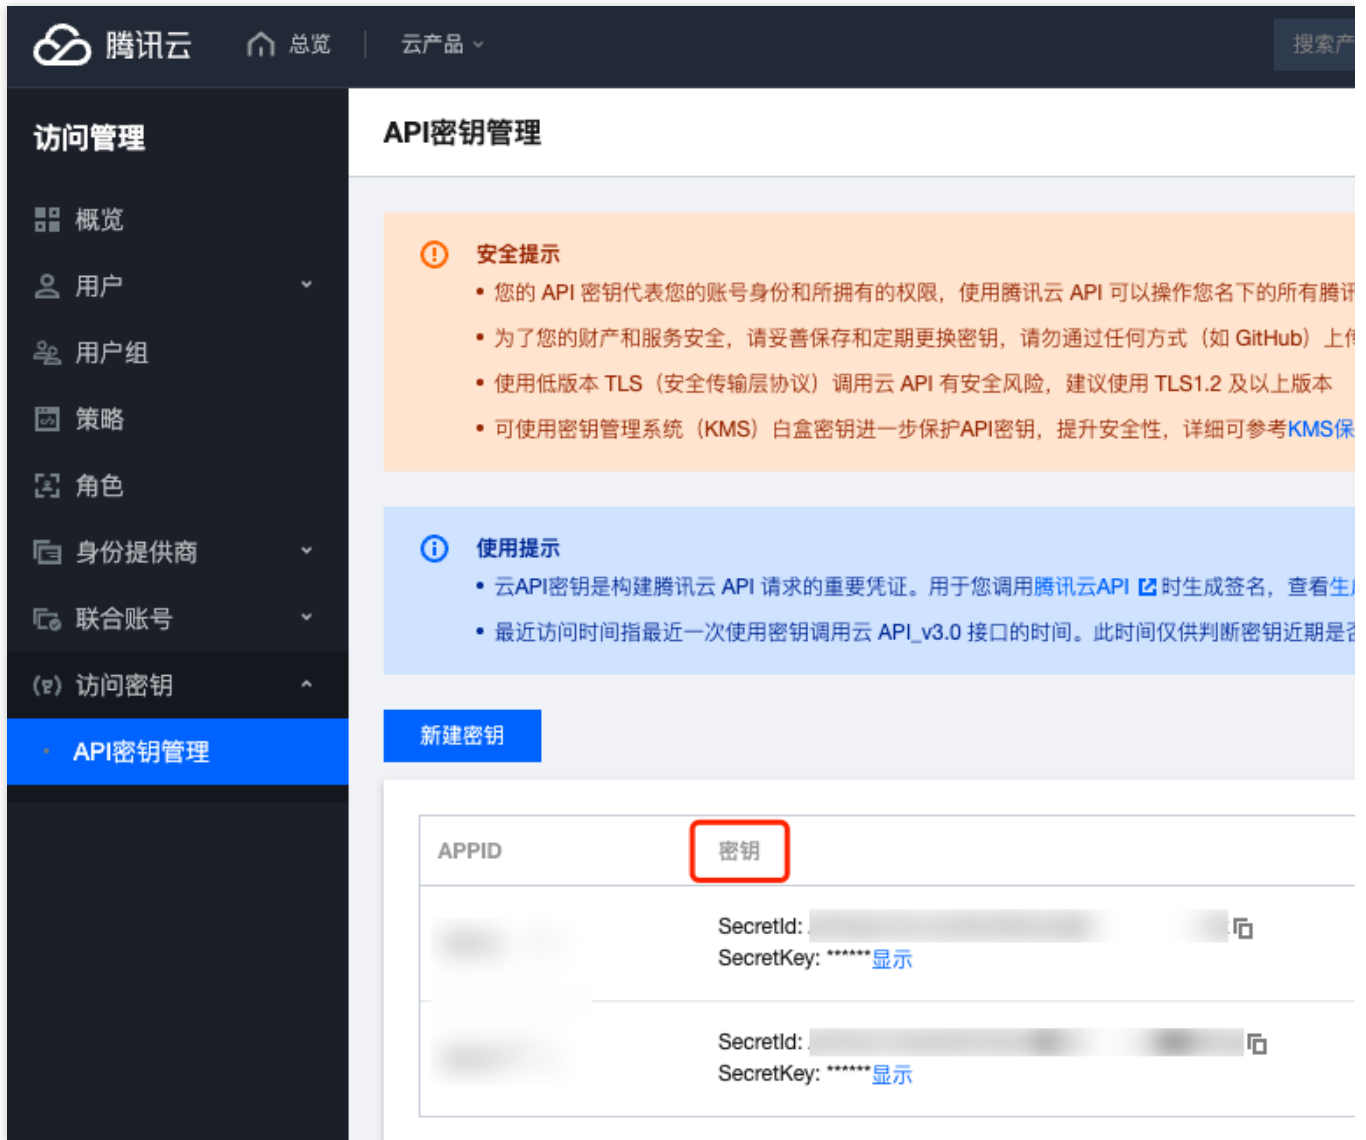 腾讯云 总览 云产品 搜索产
访问管理
概览
用户
用户组
策略
角色
身份提供商
联合账号
访问密钥
API密钥管理
API密钥管理
安全提示
• 您的 API 密钥代表您的账号身份和所拥有的权限，使用腾讯云 API 可以操作您名下的所有腾讯
• 为了您的财产和服务安全，请妥善保存和定期更换密钥，请勿通过任何方式（如 GitHub）上传
• 使用低版本 TLS（安全传输层协议）调用云 API 有安全风险，建议使用 TLS1.2 及以上版本
• 可使用密钥管理系统（KMS）白盒密钥进一步保护API密钥，提升安全性，详细可参考KMS保
使用提示
• 云API密钥是构建腾讯云 API 请求的重要凭证。用于您调用腾讯云API 时生成签名，查看生成
• 最近访问时间指最近一次使用密钥调用云 API_v3.0 接口的时间。此时间仅供判断密钥近期是否
新建密钥
APPID 密钥
SecretId:
SecretKey: ******显示
SecretId:
SecretKey: ******显示